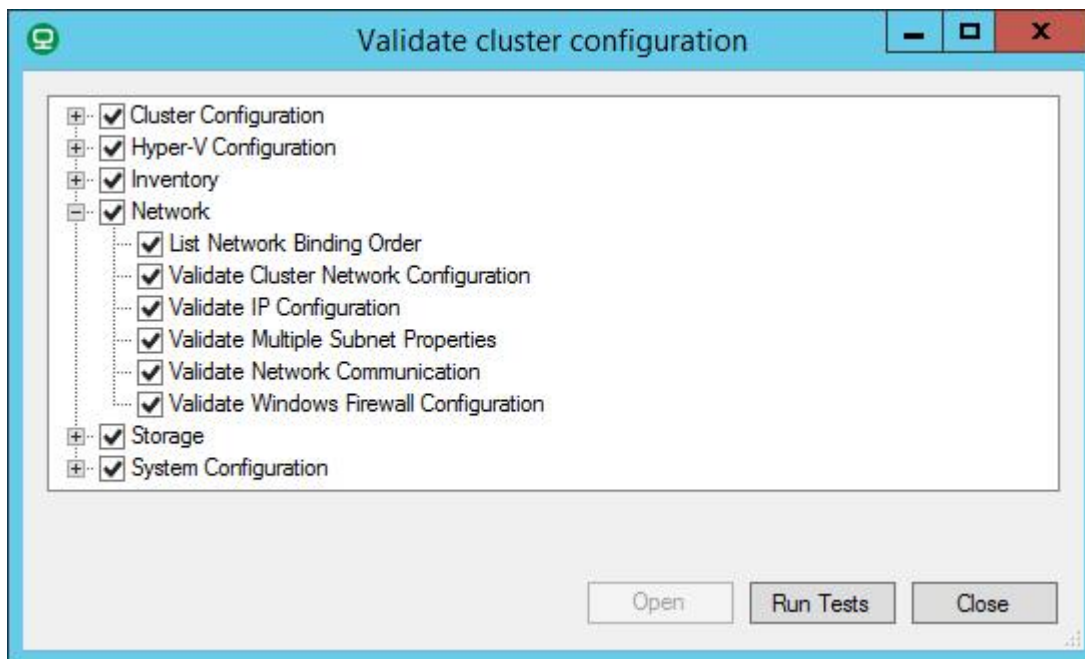 Validate cluster configuration
Cluster Configuration
Hyper-V Configuration
Inventory
Network
List Network Binding Order
Validate Cluster Network Configuration
Validate IP Configuration
Validate Multiple Subnet Properties
Validate Network Communication
Validate Windows Firewall Configuration
Storage
System Configuration
Open Run Tests Close